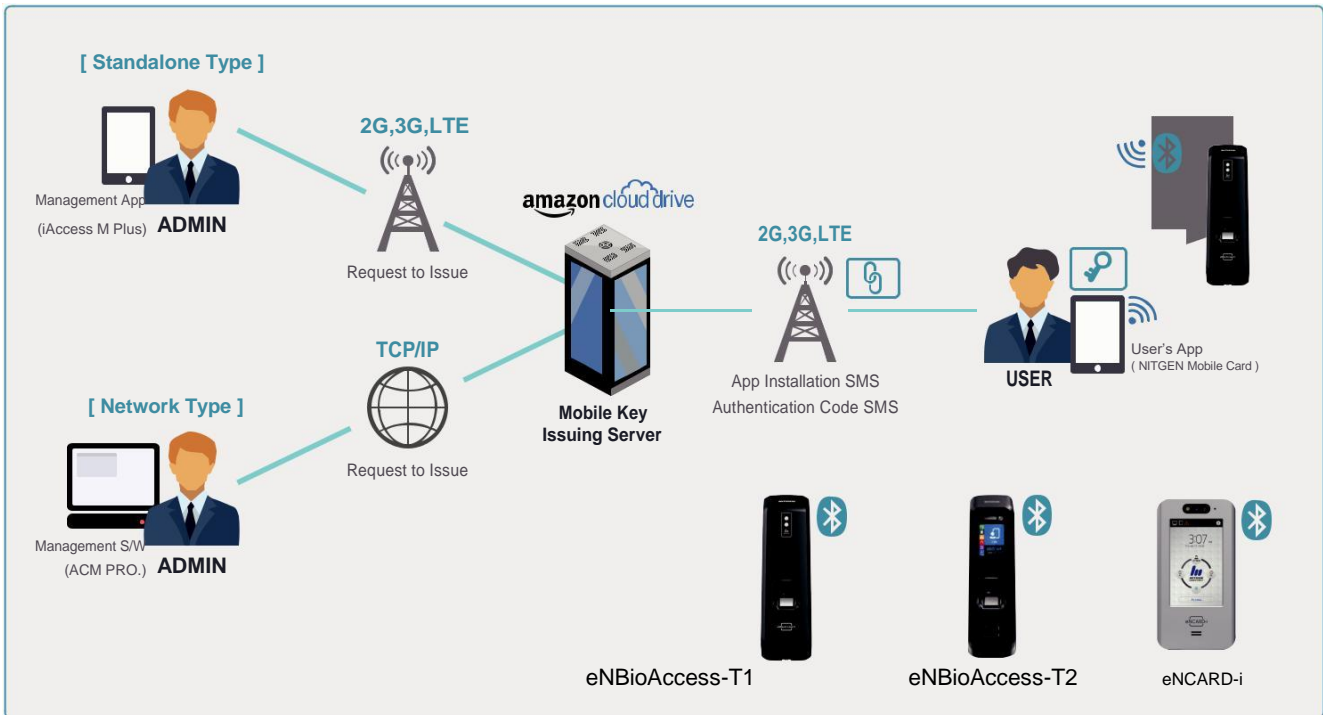 [ Standalone Type ]
Management App
(iAccess M Plus)
ADMIN
2G,3G,LTE
Request to Issue
[ Network Type ]
Management S/W
(ACM PRO.)
ADMIN
TCP/IP
Request to Issue
amazon cloud drive
Mobile Key
Issuing Server
2G,3G,LTE
App Installation SMS
Authentication Code SMS
USER
User's App
( NITGEN Mobile Card )
eNBioAccess-T1
eNBioAccess-T2
3:07
eNCARD-i